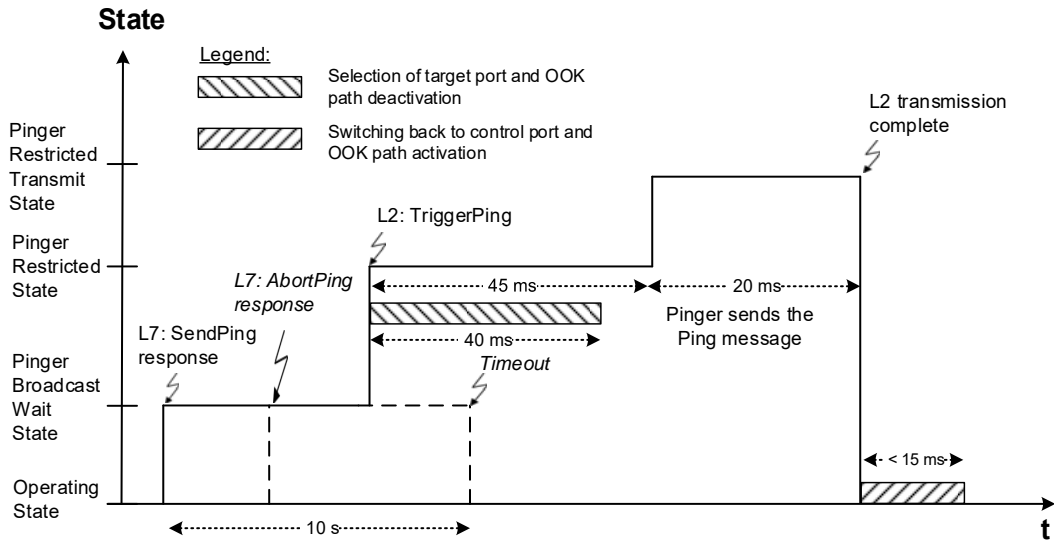 State
Legend:
Selection of target port and OOK
path deactivation
Switching back to control port and
OOK path activation
L2 transmission
complete
Pinger
Restricted
Transmit
State
L2: TriggerPing
Pinger
Restricted
State
L7: AbortPing
response
45 ms
20 ms
Pinger sends the
Ping message
L7: SendPing
response
40 ms
Timeout
Pinger
Broadcast
Wait
State
< 15 ms
Operating
State
10 s
t